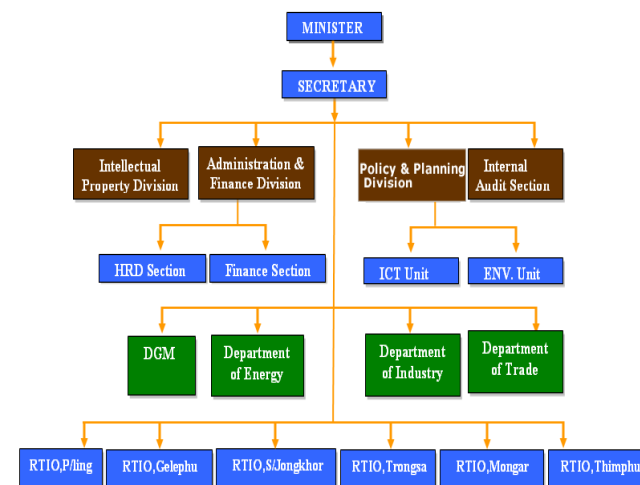 MINISTER
SECRETARY
Intellectual
Property Division
Administration &
Finance Division
Policy & Planning
Division
Internal
Audit Section
HRD Section
Finance Section
ICT Unit
ENV. Unit
DGM
Department
of Energy
Department
of Industry
Department
of Trade
RTIO,P/ling
RTIO,Gelephu
RTIO,S/Jongkhor
RTIO,Trongsa
RTIO,Mongar
RTIO,Thimphu